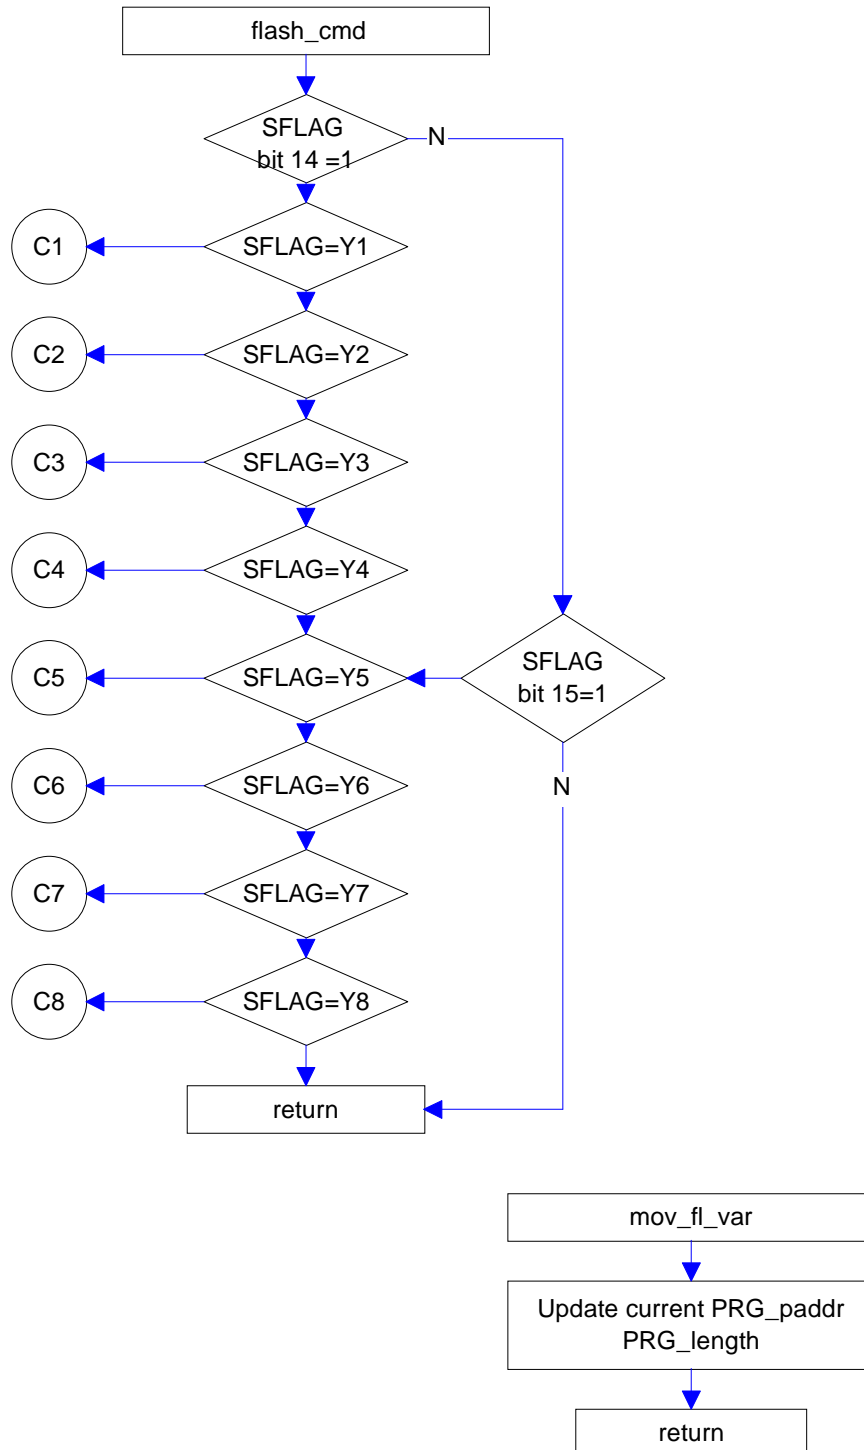 flash_cmd
SFLAG
bit 14 =1
N
C1
SFLAG=Y1
C2
SFLAG=Y2
C3
SFLAG=Y3
C4
SFLAG=Y4
C5
SFLAG=Y5
SFLAG
bit 15=1
C6
SFLAG=Y6
N
C7
SFLAG=Y7
C8
SFLAG=Y8
return
mov_fl_var
Update current PRG_paddr
PRG_length
return